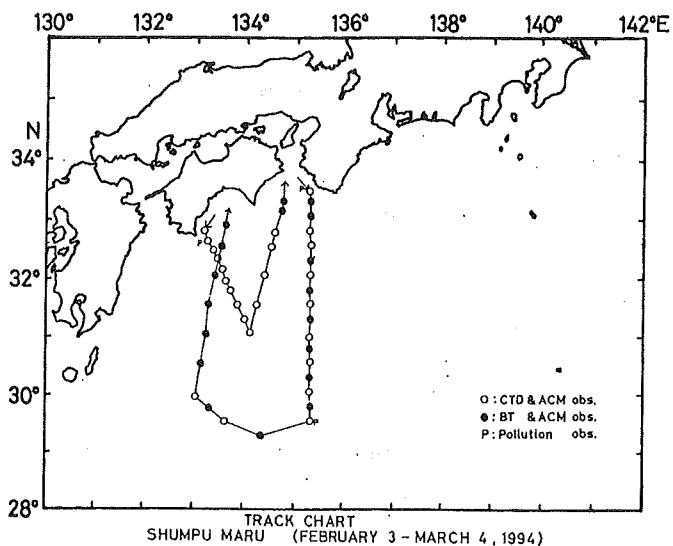 130° 132° 134° 136° 138° 140° 142°E
N
34°
32°
30°
28°
P
P
P
○:CTD & ACM obs.
●:BT & ACM obs.
P:Pollution obs.
TRACK CHART
SHUMPU MARU (FEBRUARY 3 - MARCH 4, 1994)